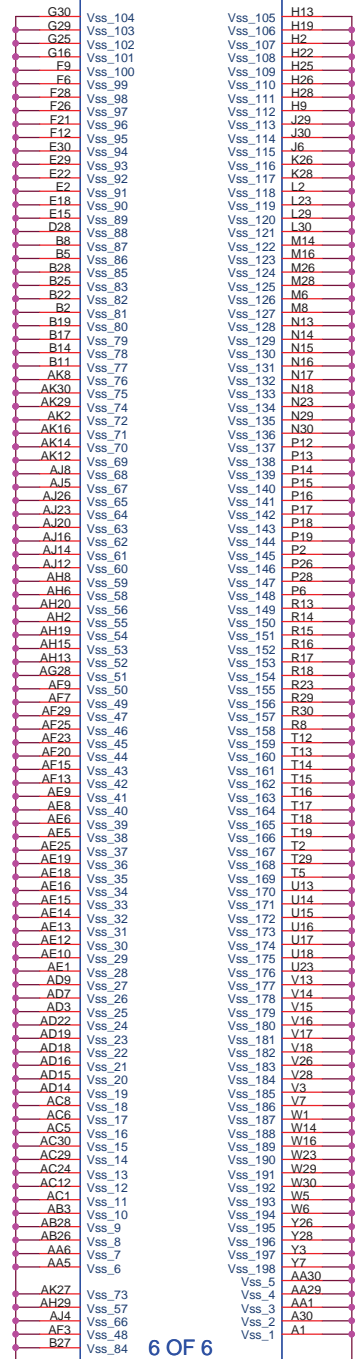 G30 Vss_104
G29 Vss_103
G25 Vss_102
G16 Vss_101
F9 Vss_100
F6 Vss_99
F28 Vss_98
F26 Vss_97
F21 Vss_96
F12 Vss_95
E30 Vss_94
E29 Vss_93
E22 Vss_92
E2 Vss_91
E18 Vss_90
E15 Vss_89
D28 Vss_88
B8 Vss_87
B5 Vss_86
B28 Vss_85
B25 Vss_83
B22 Vss_82
B2 Vss_81
B19 Vss_80
B17 Vss_79
B14 Vss_78
B11 Vss_77
AK8 Vss_76
AK30 Vss_75
AK29 Vss_74
AK2 Vss_72
AK16 Vss_71
AK14 Vss_70
AK12 Vss_69
AJ8 Vss_68
AJ5 Vss_67
AJ26 Vss_65
AJ23 Vss_64
AJ20 Vss_63
AJ16 Vss_62
AJ14 Vss_61
AJ12 Vss_60
AH8 Vss_59
AH6 Vss_58
AH20 Vss_56
AH2 Vss_55
AH19 Vss_54
AH15 Vss_53
AH13 Vss_52
AG28 Vss_51
AF9 Vss_50
AF7 Vss_49
AF29 Vss_47
AF25 Vss_46
AF23 Vss_45
AF20 Vss_44
AF15 Vss_43
AF13 Vss_42
AE9 Vss_41
AE8 Vss_40
AE6 Vss_39
AE5 Vss_38
AE25 Vss_37
AE19 Vss_36
AE18 Vss_35
AE16 Vss_34
AE15 Vss_33
AE14 Vss_32
AE13 Vss_31
AE12 Vss_30
AE10 Vss_29
AE1 Vss_28
AD9 Vss_27
AD7 Vss_26
AD3 Vss_25
AD22 Vss_24
AD19 Vss_23
AD18 Vss_22
AD16 Vss_21
AD15 Vss_20
AD14 Vss_19
AC8 Vss_18
AC6 Vss_17
AC5 Vss_16
AC30 Vss_15
AC29 Vss_14
AC24 Vss_13
AC12 Vss_12
AC1 Vss_11
AB3 Vss_10
AB28 Vss_9
AB26 Vss_8
AA6 Vss_7
AA5 Vss_6
AK27 Vss_73
AH29 Vss_57
AJ4 Vss_66
AF3 Vss_48
B27 Vss_84
Vss_105 H13
Vss_106 H19
Vss_107 H2
Vss_108 H22
Vss_109 H25
Vss_110 H26
Vss_111 H28
Vss_112 H9
Vss_113 J29
Vss_114 J30
Vss_115 J6
Vss_116 K26
Vss_117 K28
Vss_118 L2
Vss_119 L23
Vss_120 L29
Vss_121 L30
Vss_122 M14
Vss_123 M16
Vss_124 M26
Vss_125 M28
Vss_126 M6
Vss_127 M8
Vss_128 N13
Vss_129 N14
Vss_130 N15
Vss_131 N16
Vss_132 N17
Vss_133 N18
Vss_134 N23
Vss_135 N29
Vss_136 N30
Vss_137 P12
Vss_138 P13
Vss_139 P14
Vss_140 P15
Vss_141 P16
Vss_142 P17
Vss_143 P18
Vss_144 P19
Vss_145 P2
Vss_146 P26
Vss_147 P28
Vss_148 P6
Vss_149 R13
Vss_150 R14
Vss_151 R15
Vss_152 R16
Vss_153 R17
Vss_154 R18
Vss_155 R23
Vss_156 R29
Vss_157 R30
Vss_158 R8
Vss_159 T12
Vss_160 T13
Vss_161 T14
Vss_162 T15
Vss_163 T16
Vss_164 T17
Vss_165 T18
Vss_166 T19
Vss_167 T2
Vss_168 T29
Vss_169 T5
Vss_170 U13
Vss_171 U14
Vss_172 U15
Vss_173 U16
Vss_174 U17
Vss_175 U18
Vss_176 U23
Vss_177 V13
Vss_178 V14
Vss_179 V15
Vss_180 V16
Vss_181 V17
Vss_182 V18
Vss_183 V26
Vss_184 V28
Vss_185 V3
Vss_186 V7
Vss_187 W1
Vss_188 W14
Vss_189 W16
Vss_190 W23
Vss_191 W29
Vss_192 W30
Vss_193 W5
Vss_194 W6
Vss_195 Y26
Vss_196 Y28
Vss_197 Y3
Vss_198 Y7
Vss_5 AA30
Vss_4 AA29
Vss_3 AA1
Vss_2 A30
Vss_1 A1
6 OF 6